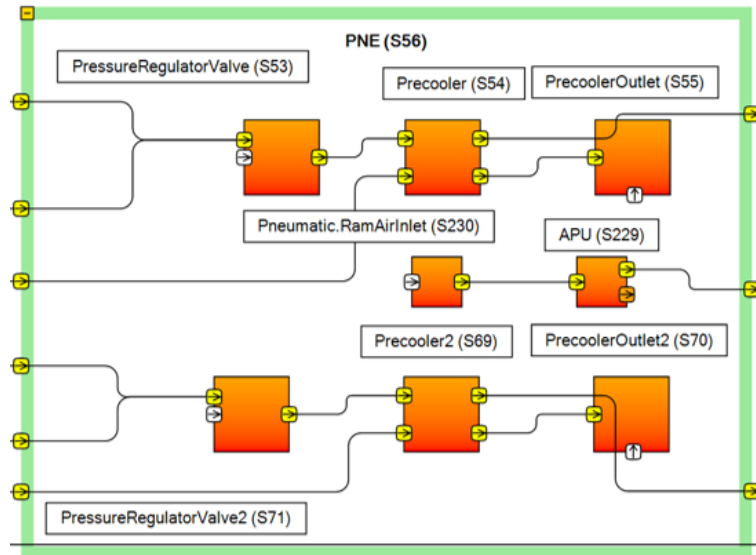 PNE (S56)
PressureRegulatorValve (S53)
Precooler (S54)
PrecoolerOutlet (S55)
Pneumatic.RamAirInlet (S230)
APU (S229)
Precooler2 (S69)
PrecoolerOutlet2 (S70)
PressureRegulatorValve2 (S71)